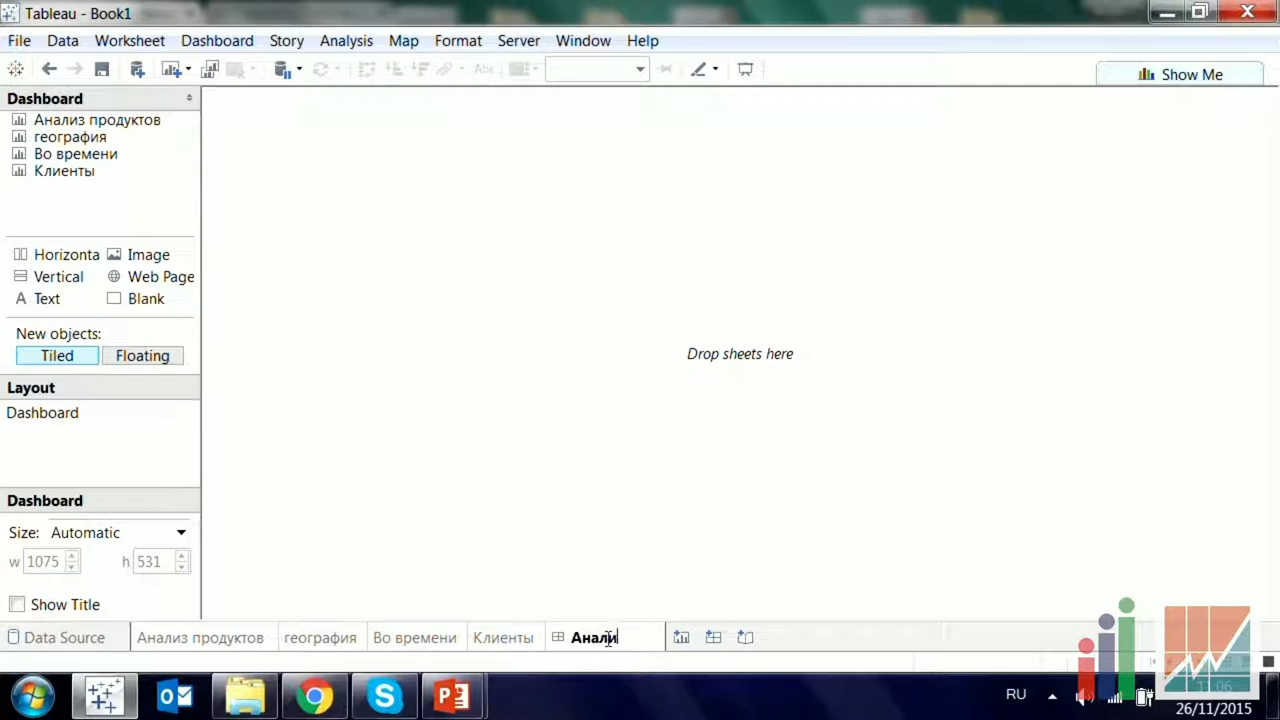 Tableau - Book1
File Data Worksheet Dashboard Story Analysis Map Format Server Window Help
Abc
Show Me
Dashboard
Анализ продуктов
география
Во времени
Клиенты
Horizonta Image
Vertical Web Page
A Text Blank
New objects:
Tiled Floating
Layout
Dashboard
Dashboard
Size: Automatic
w 1075 h 531
Show Title
Drop sheets here
Data Source Анализ продуктов география Во времени Клиенты Анали
RU
11:06
26/11/2015